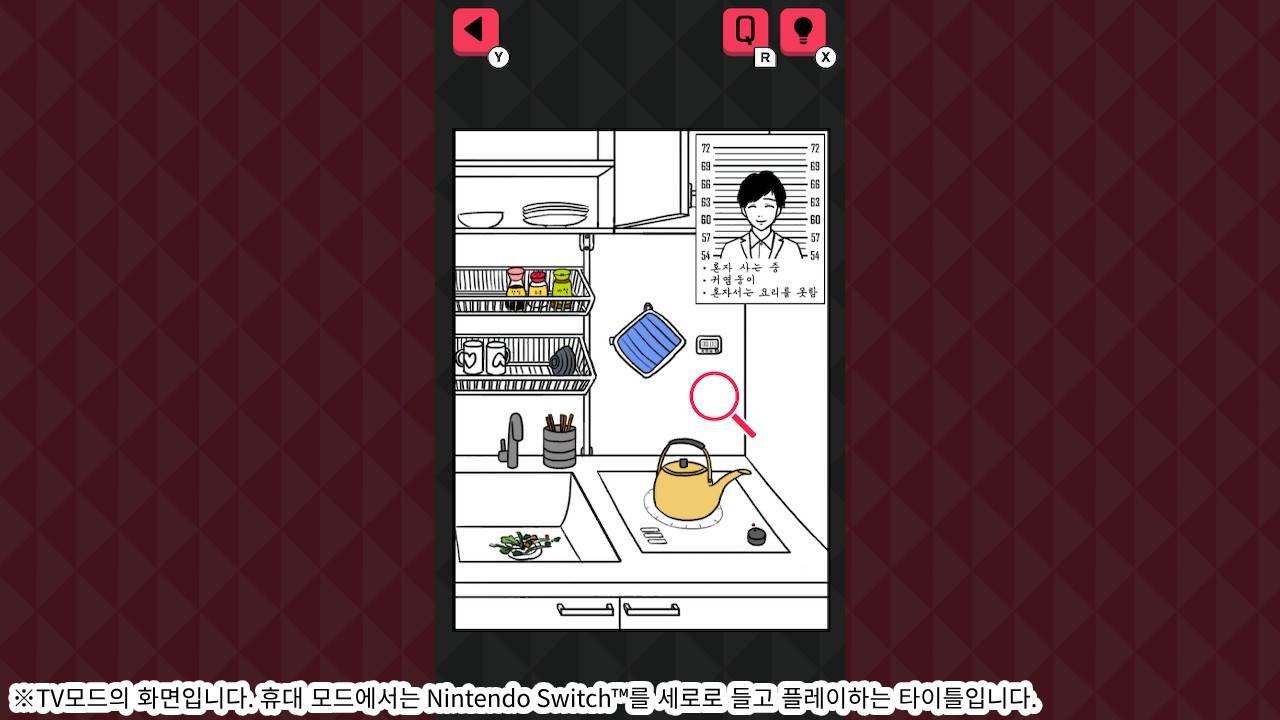 Y
Q
R
X
72 72
69 69
66 66
63 63
60 60
57 57
54 54
• 혼자 사는 중
• 귀염둥이
• 혼자서는 요리를 못함
※TV모드의 화면입니다. 휴대 모드에서는 Nintendo Switch™를 세로로 들고 플레이하는 타이틀입니다.